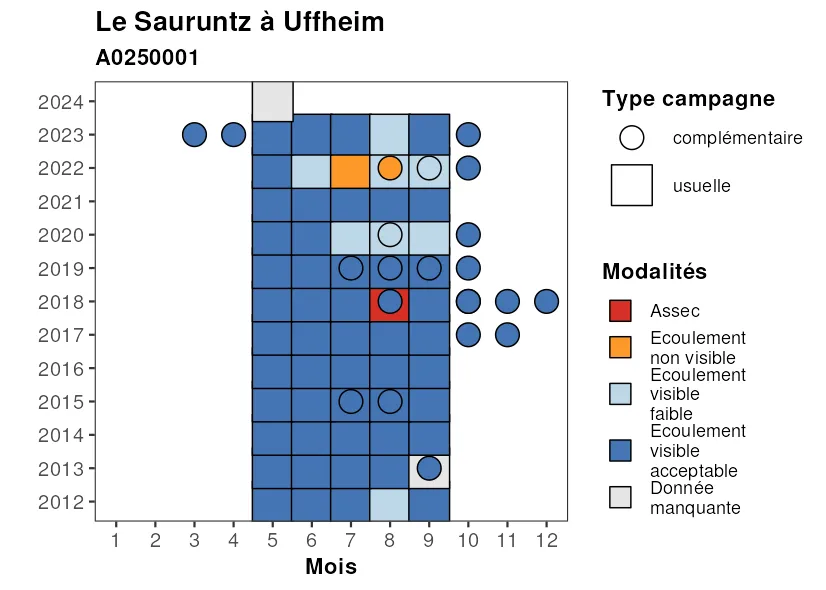 Le Sauruntz à Uffheim
A0250001
2024
2023
2022
2021
2020
2019
2018
2017
2016
2015
2014
2013
2012
1 2 3 4 5 6 7 8 9 10 11 12
Mois
Type campagne
complémentaire
usuelle
Modalités
Assec
Ecoulement
non visible
Ecoulement
visible
faible
Ecoulement
visible
acceptable
Donnée
manquante